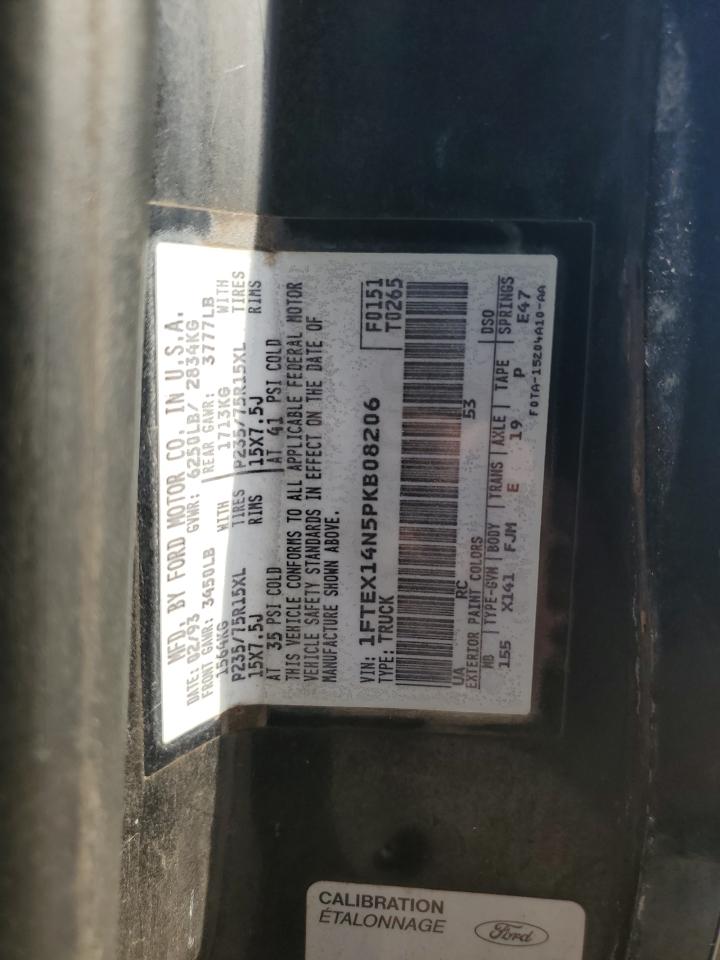 MFD. BY FORD MOTOR CO. IN U.S.A.
DATE: 02/93 GVWR: 6250LB/ 2834KG
FRONT GAWR: 3450LB REAR GAWR: 3777LB
1564KG WITH 1713KG WITH
P235/75R15XL TIRES P235/75R15XL TIRES
15X7.5J RIMS 15X7.5J RIMS
AT 35 PSI COLD AT 41 PSI COLD
THIS VEHICLE CONFORMS TO ALL APPLICABLE FEDERAL MOTOR
VEHICLE SAFETY STANDARDS IN EFFECT ON THE DATE OF
MANUFACTURE SHOWN ABOVE.
VIN: 1FTEX14N5PKB08206 F0151
TYPE: TRUCK T0265
UA RC 53
EXTERIOR PAINT COLORS DSO
WB TYPE-GVM BODY TRANS AXLE TAPE SPRINGS
155 X141 FJM E 19 P E47
F0TA-15204A10-AA
CALIBRATION
ÉTALONNAGE
Ford